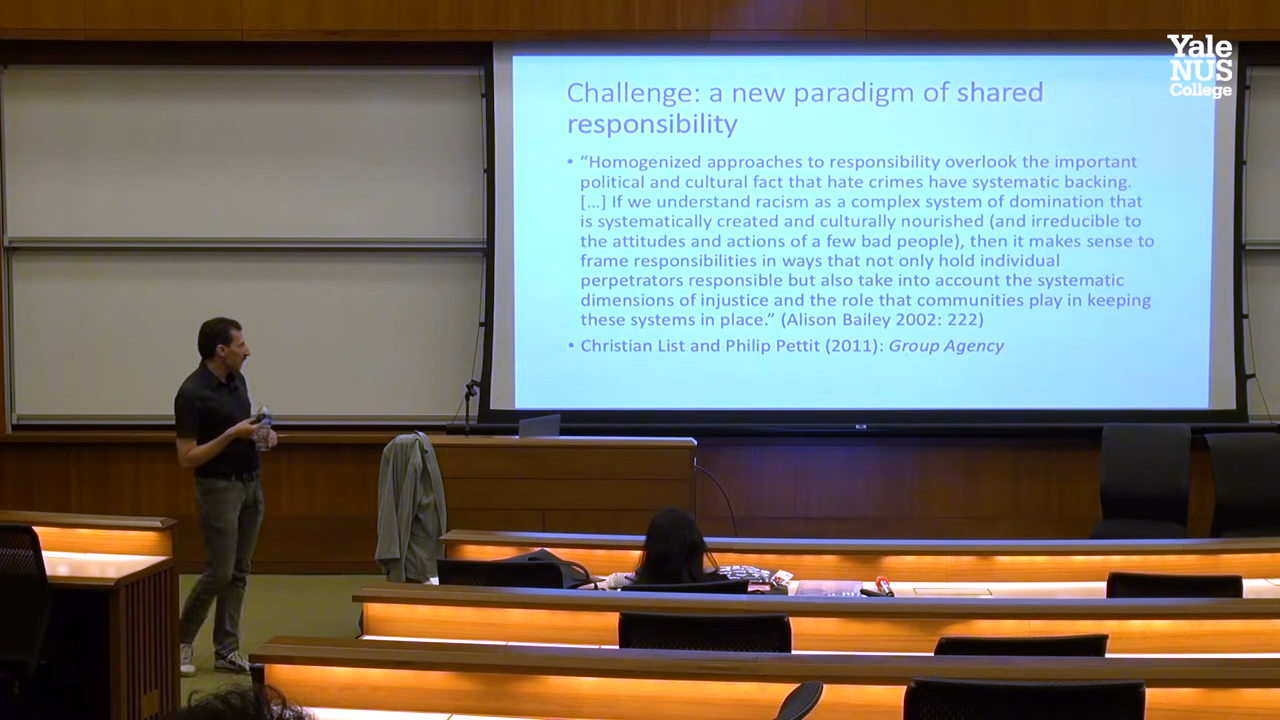 Yale
NUS
College
Challenge: a new paradigm of shared
responsibility
• “Homogenized approaches to responsibility overlook the important
political and cultural fact that hate crimes have systematic backing.
[…] If we understand racism as a complex system of domination that
is systematically created and culturally nourished (and irreducible to
the attitudes and actions of a few bad people), then it makes sense to
frame responsibilities in ways that not only hold individual
perpetrators responsible but also take into account the systematic
dimensions of injustice and the role that communities play in keeping
these systems in place.” (Alison Bailey 2002: 222)
• Christian List and Philip Pettit (2011): Group Agency